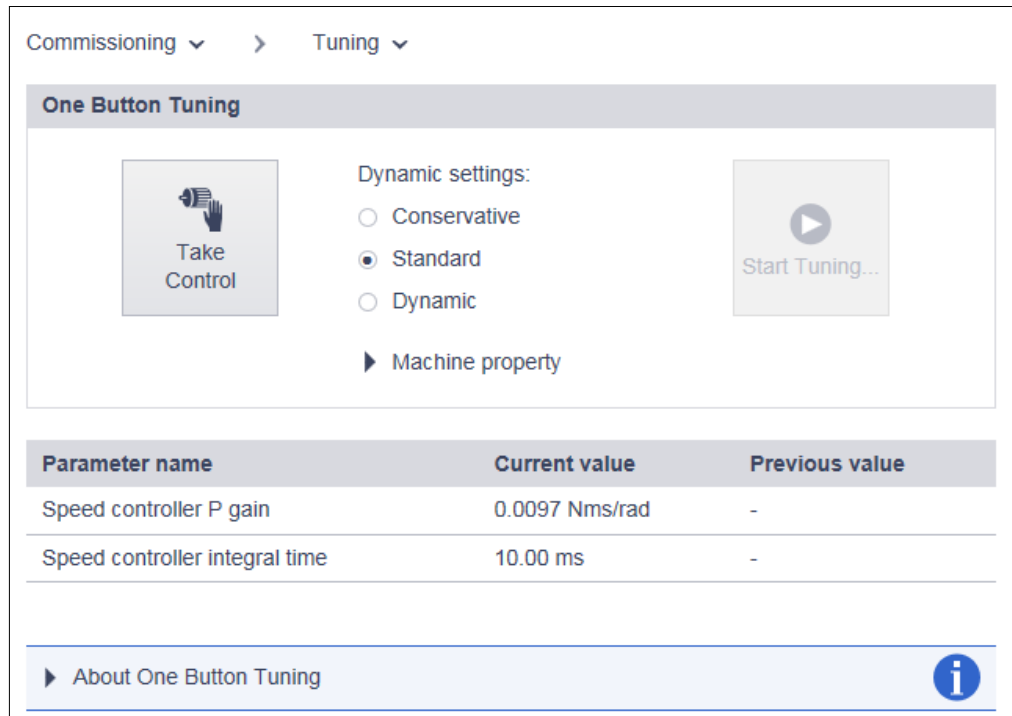 Commissioning > Tuning
One Button Tuning
Take
Control
Dynamic settings:
Conservative
Standard
Dynamic
Machine property
Start Tuning...
Parameter name Current value Previous value
Speed controller P gain 0.0097 Nms/rad -
Speed controller integral time 10.00 ms -
About One Button Tuning
i